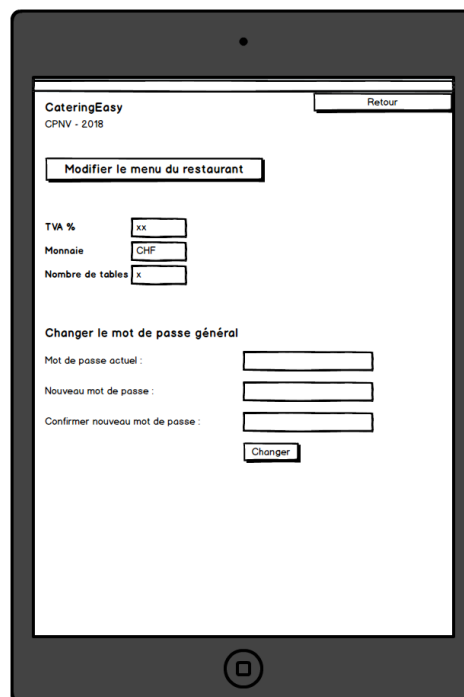 CateringEasy
Retour
CPNV - 2018
Modifier le menu du restaurant
TVA % xx
Monnaie CHF
Nombre de tables x
Changer le mot de passe général
Mot de passe actuel :
Nouveau mot de passe :
Confirmer nouveau mot de passe :
Changer